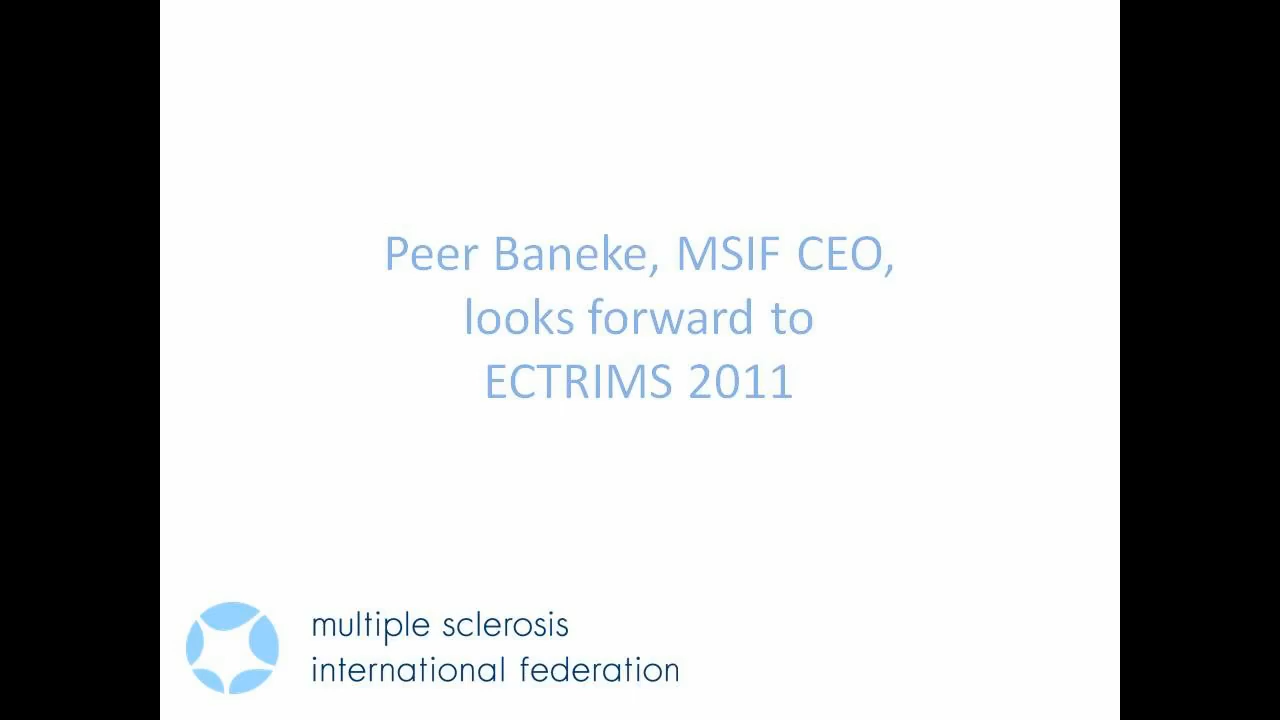 Peer Baneke, MSIF CEO,
looks forward to
ECTRIMS 2011
multiple sclerosis
international federation